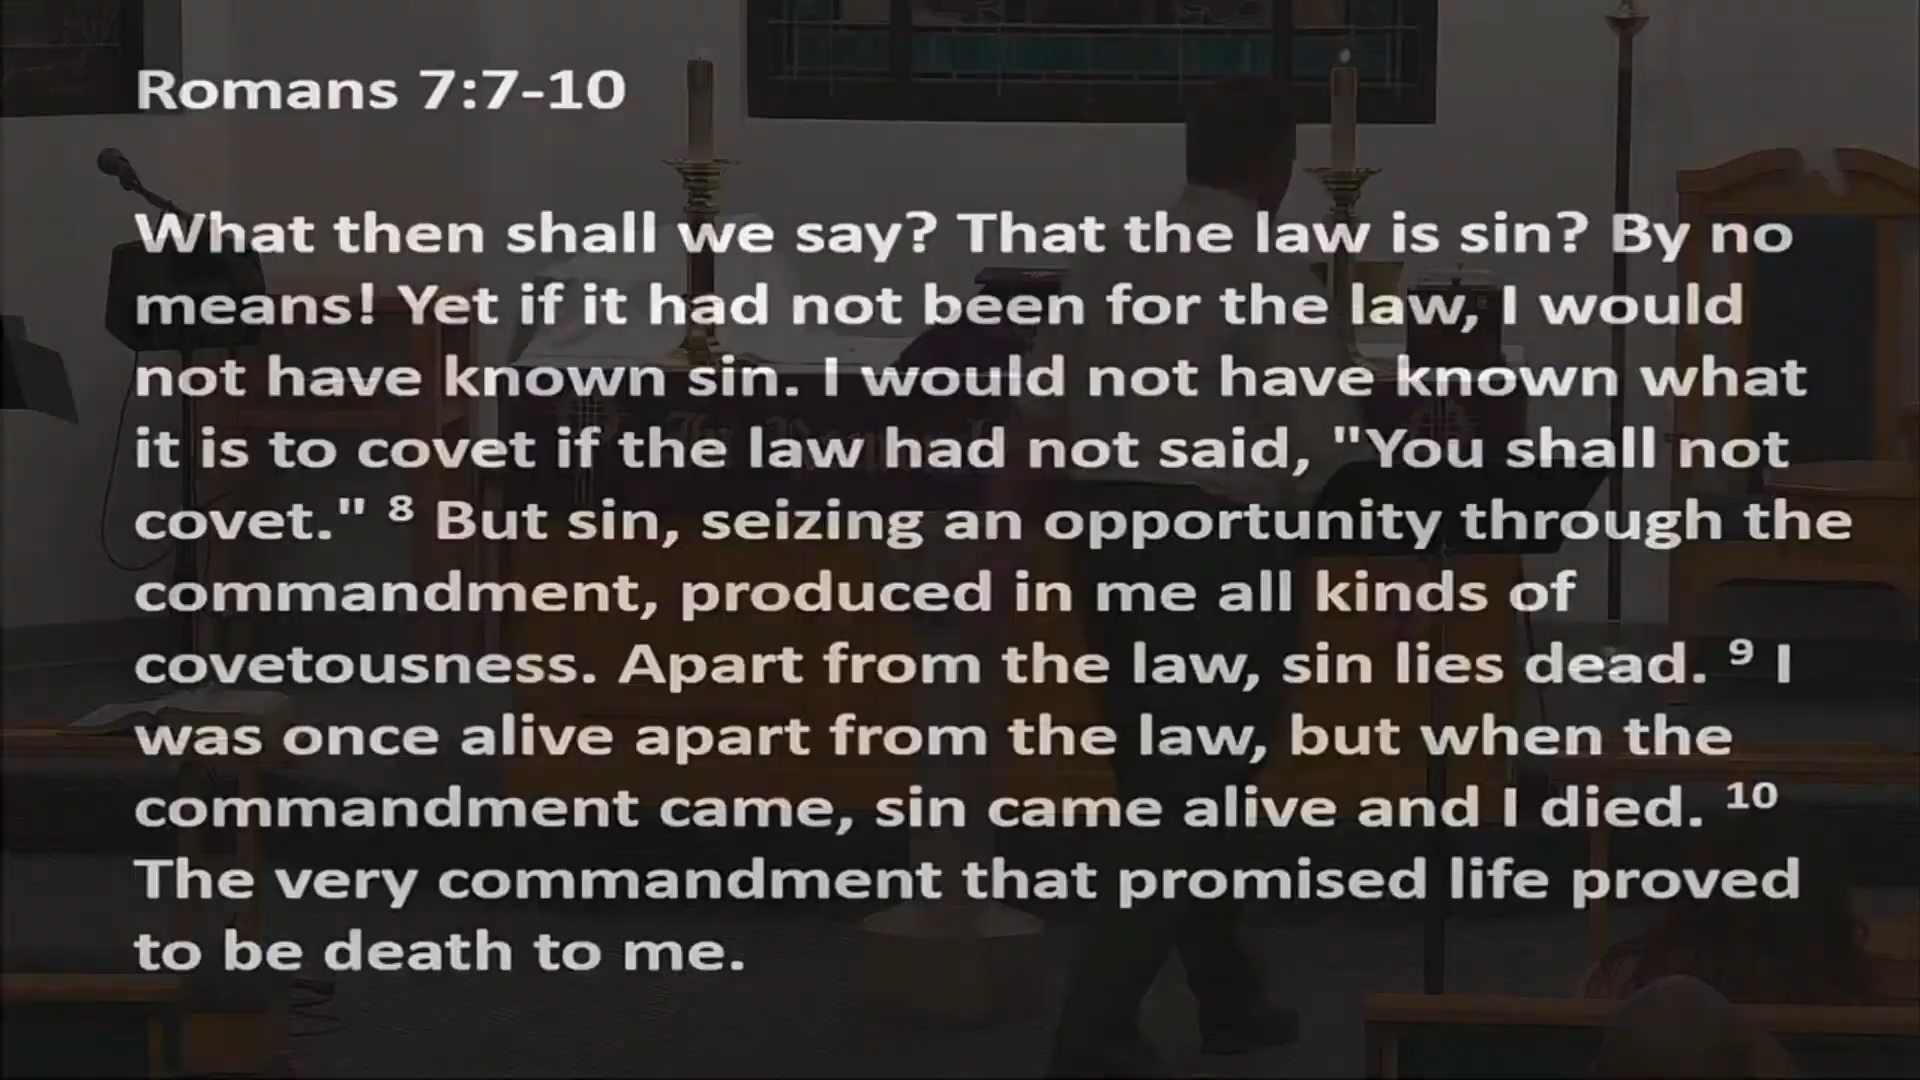 Romans 7:7-10
What then shall we say? That the law is sin? By no
means! Yet if it had not been for the law, I would
not have known sin. I would not have known what
it is to covet if the law had not said, "You shall not
covet." 8 But sin, seizing an opportunity through the
commandment, produced in me all kinds of
covetousness. Apart from the law, sin lies dead. 9 I
was once alive apart from the law, but when the
commandment came, sin came alive and I died. 10
The very commandment that promised life proved
to be death to me.